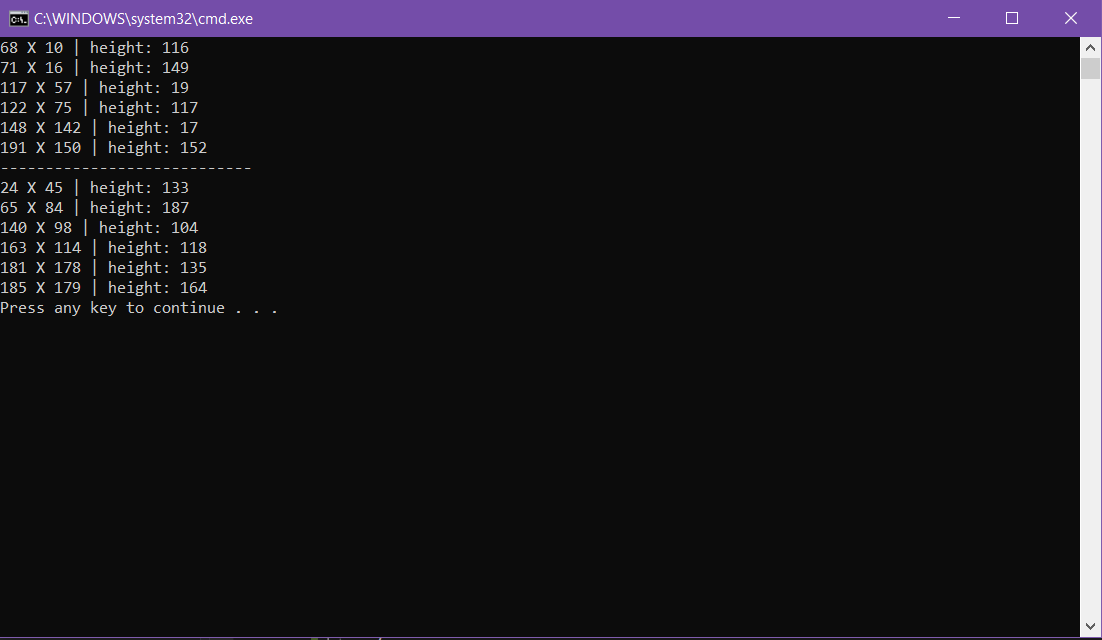 C:\WINDOWS\system32\cmd.exe
68 X 10 | height: 116
71 X 16 | height: 149
117 X 57 | height: 19
122 X 75 | height: 117
148 X 142 | height: 17
191 X 150 | height: 152
----------------------------
24 X 45 | height: 133
65 X 84 | height: 187
140 X 98 | height: 104
163 X 114 | height: 118
181 X 178 | height: 135
185 X 179 | height: 164
Press any key to continue . . .